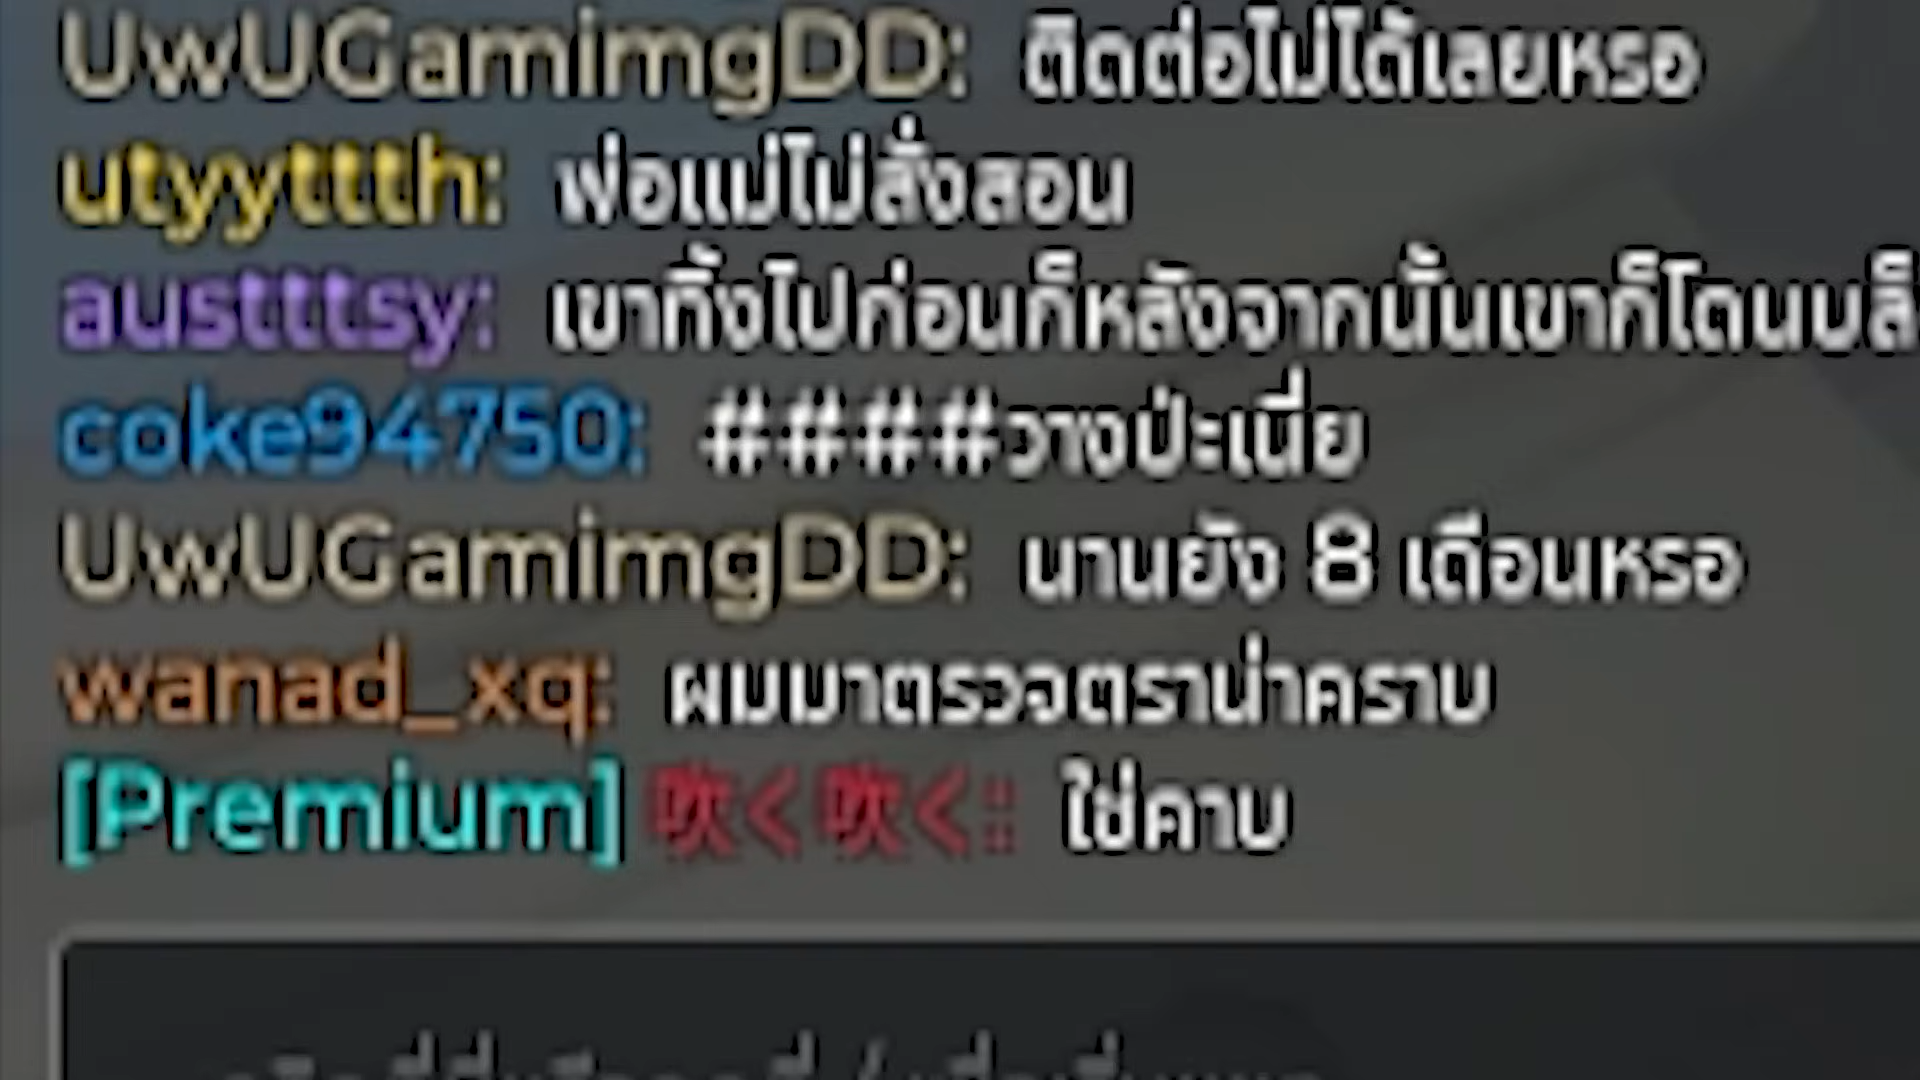 UwUGamimgDD: ติดต่อไม่ได้เลยหรอ
utyyttth: พ่อแม่ไม่สั่งสอน
austttsy: เขาทิ้งไปก่อนก็หลังจากนั้นเขาก็โดนบล็
coke94750: ####วางป่ะเนี่ย
UwUGamimgDD: นานยัง 8 เดือนหรอ
wanad_xq: ผมมาตรวจตราน่าคราบ
[Premium] 吹く吹く:: ใช่คาบ